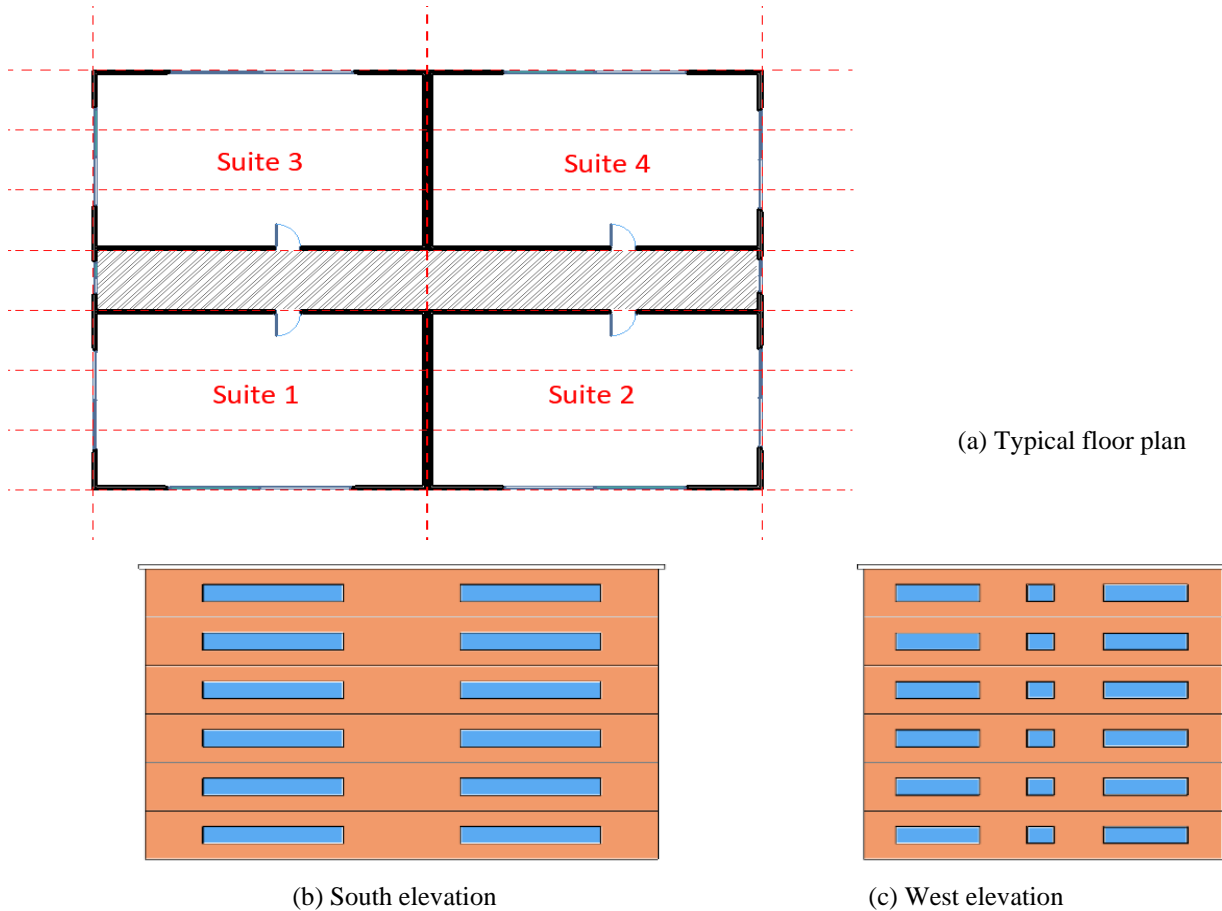 Suite 3
Suite 4
Suite 1
Suite 2
(a) Typical floor plan
(b) South elevation
(c) West elevation